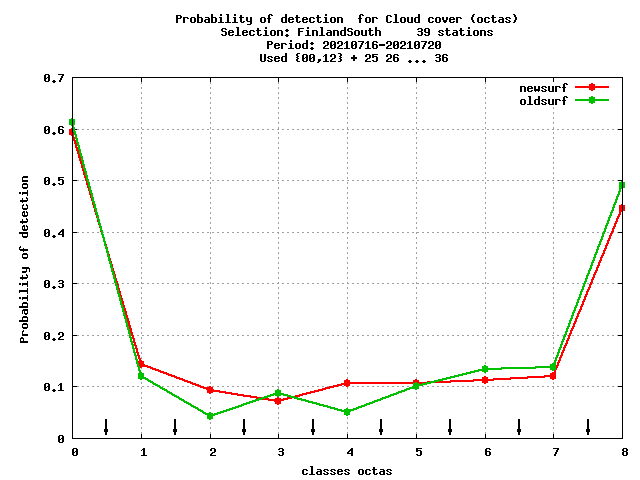 Probability of detection  for Cloud cover (octas)
Selection: FinlandSouth     39 stations
Period: 20210716-20210720
Used {00,12} + 25 26 ... 36
newsurf
oldsurf
0.7
0.6
0.5
0.4
0.3
0.2
0.1
0
Probability of detection
0 1 2 3 4 5 6 7 8
classes octas